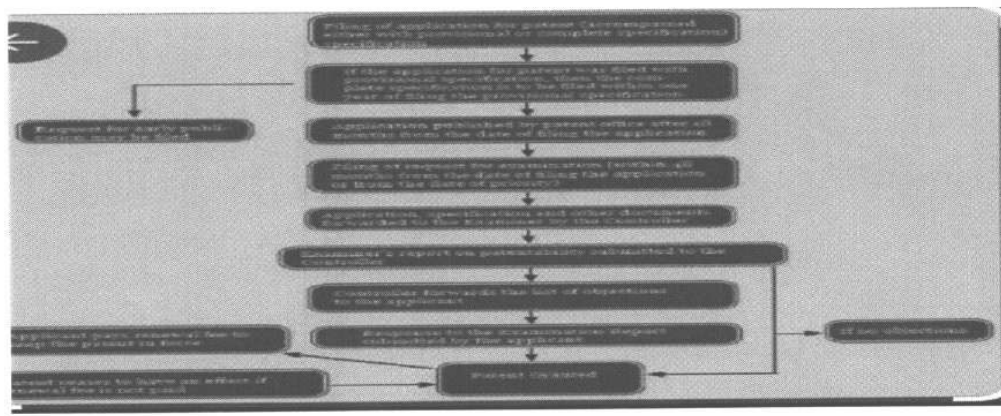 Filing of application for patent (accompanied
either with provisional or complete specification)
specification
If the application for patent was filed with
provisional specification, then the com-
plete specification is to be filed within one
year of filing the provisional specification
Request for early publi-
cation may be filed
Application published by patent office after 18
months from the date of filing the application
Filing of request for examination (within 48
months from the date of filing the application
or from the date of priority)
Application, specification and other documents
forwarded to the Examiner by the Controller
Examiner's report on patentability submitted to the
Controller
Controller forwards the list of objections
to the applicant
Response to the Examination Report
submitted by the applicant
If no objections
Applicant pays renewal fee to
keep the patent in force
Patent Granted
Patent ceases to have an effect if
renewal fee is not paid